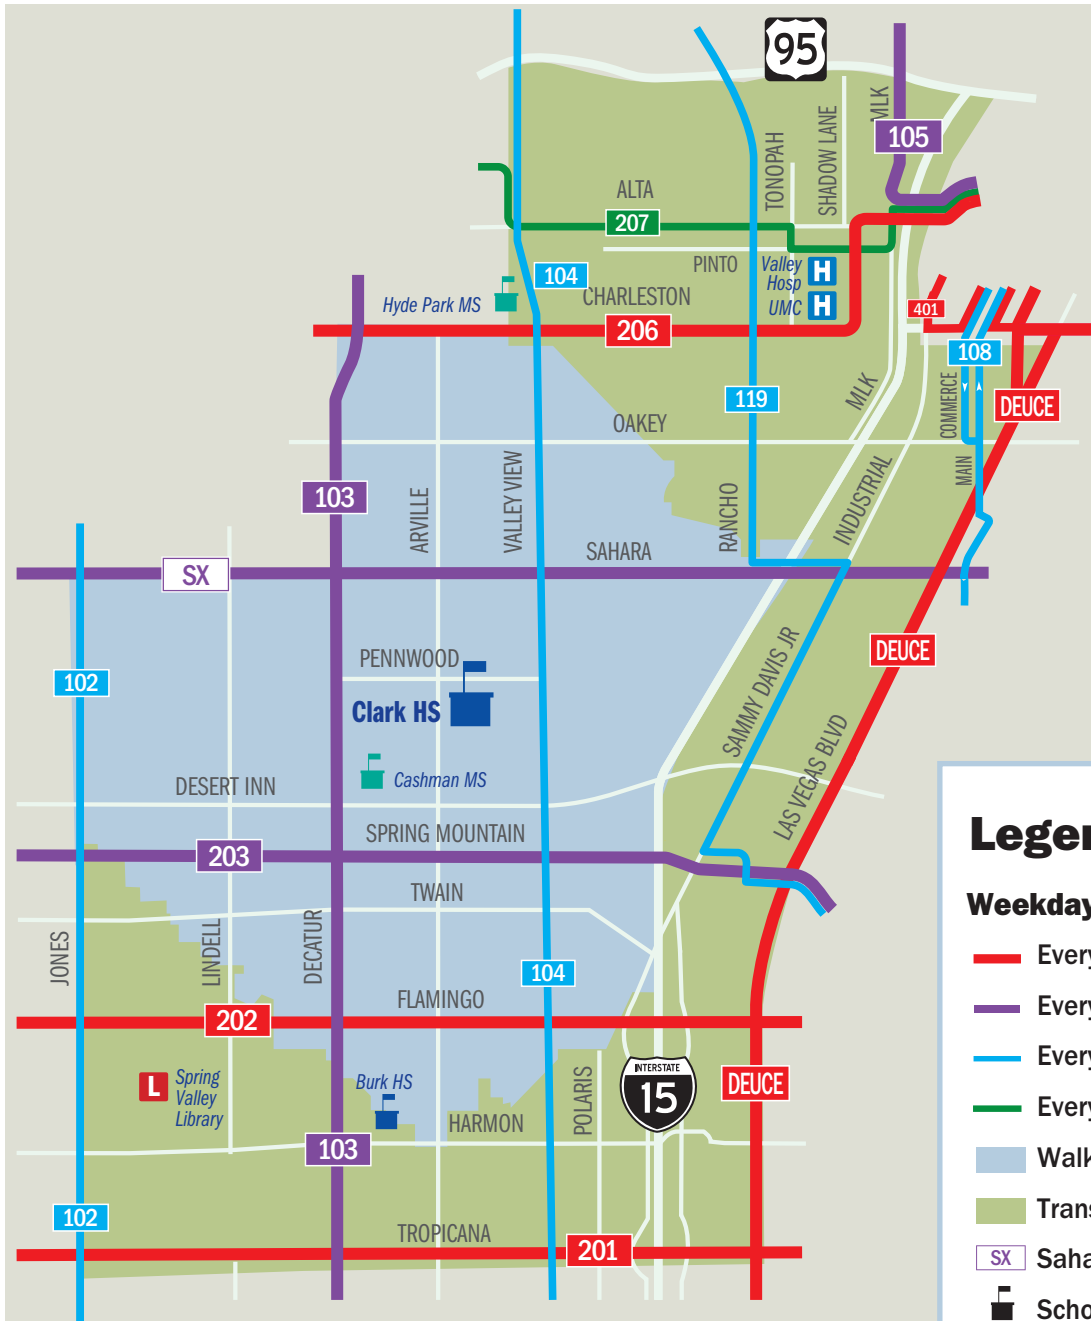 95
MLK
105
TONOPAH
SHADOW LANE
ALTA
207
PINTO
Valley
Hosp
UMC
H
H
104
Hyde Park MS
CHARLESTON
206
401
108
COMMERCE
DEUCE
119
MLK
OAKEY
MAIN
103
ARVILLE
VALLEY VIEW
RANCHO
INDUSTRIAL
SX
SAHARA
PENNWOOD
DEUCE
102
Clark HS
SAMMY DAVIS JR
Cashman MS
DESERT INN
LAS VEGAS BLVD
SPRING MOUNTAIN
203
TWAIN
JONES
LINDELL
DECATUR
104
FLAMINGO
202
INTERSTATE
15
DEUCE
L
Spring
Valley
Library
Burk HS
POLARIS
HARMON
103
102
TROPICANA
201
Legen
Weekday
Every
Every
Every
Every
Walk
Trans
SX
Saha
Scho